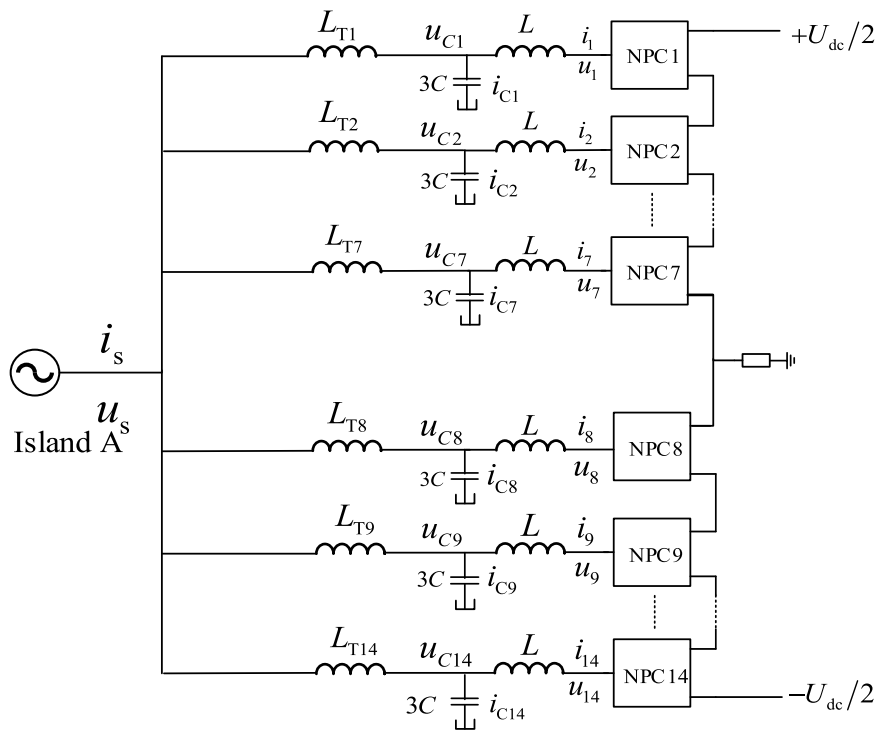 L_T1 u_C1 L i_1 u_1 NPC1 +U_dc/2
3C i_C1
L_T2 u_C2 L i_2 u_2 NPC2
3C i_C2
L_T7 u_C7 L i_7 u_7 NPC7
3C i_C7
i_s
u_s
Island A
L_T8 u_C8 L i_8 u_8 NPC8
3C i_C8
L_T9 u_C9 L i_9 u_9 NPC9
3C i_C9
L_T14 u_C14 L i_14 u_14 NPC14 −U_dc/2
3C i_C14